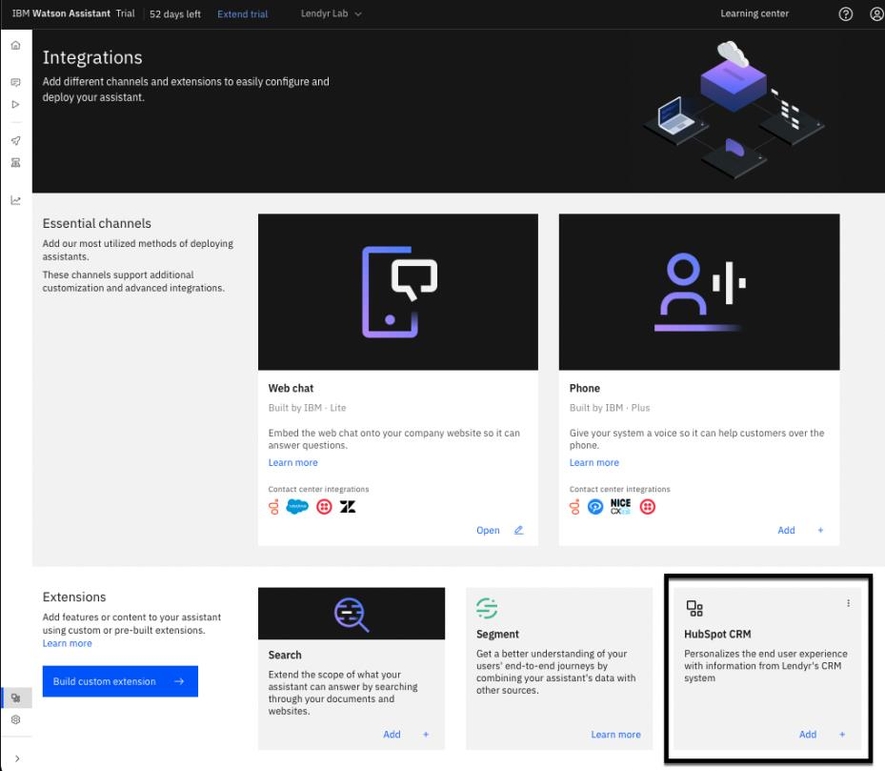 IBM Watson Assistant Trial
52 days left
Extend trial
Lendyr Lab
Learning center
Integrations
Add different channels and extensions to easily configure and
deploy your assistant.
Essential channels
Add our most utilized methods of deploying
assistants.
These channels support additional
customization and advanced integrations.
Web chat
Built by IBM · Lite
Embed the web chat onto your company website so it can
answer questions.
Learn more
Contact center integrations
Open
Phone
Built by IBM · Plus
Give your system a voice so it can help customers over the
phone.
Learn more
Contact center integrations
NICE
Add +
Extensions
Add features or content to your assistant
using custom or pre-built extensions.
Learn more
Build custom extension
Search
Extend the scope of what your
assistant can answer by searching
through your documents and
websites.
Add +
Segment
Get a better understanding of your
users' end-to-end journeys by
combining your assistant's data with
other sources.
Learn more
HubSpot CRM
Personalizes the end user experience
with information from Lendyr's CRM
system
Add +